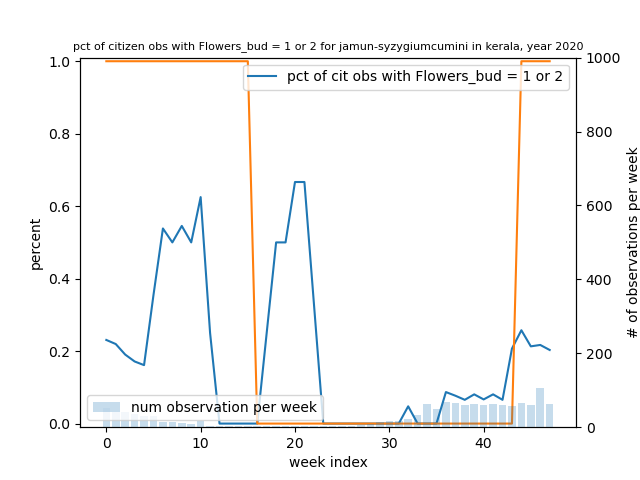 pct of citizen obs with Flowers_bud = 1 or 2 for jamun-syzygiumcumini in kerala, year 2020
pct of cit obs with Flowers_bud = 1 or 2
num observation per week
percent
# of observations per week
week index
1.0
0.8
0.6
0.4
0.2
0.0
1000
800
600
400
200
0
0
10
20
30
40